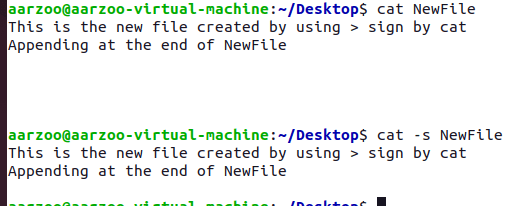 aarzoo@aarzoo-virtual-machine:~/Desktop$ cat NewFile
This is the new file created by using > sign by cat
Appending at the end of NewFile
aarzoo@aarzoo-virtual-machine:~/Desktop$ cat -s NewFile
This is the new file created by using > sign by cat
Appending at the end of NewFile
aarzoo@aarzoo-virtual-machine:~/Desktop$